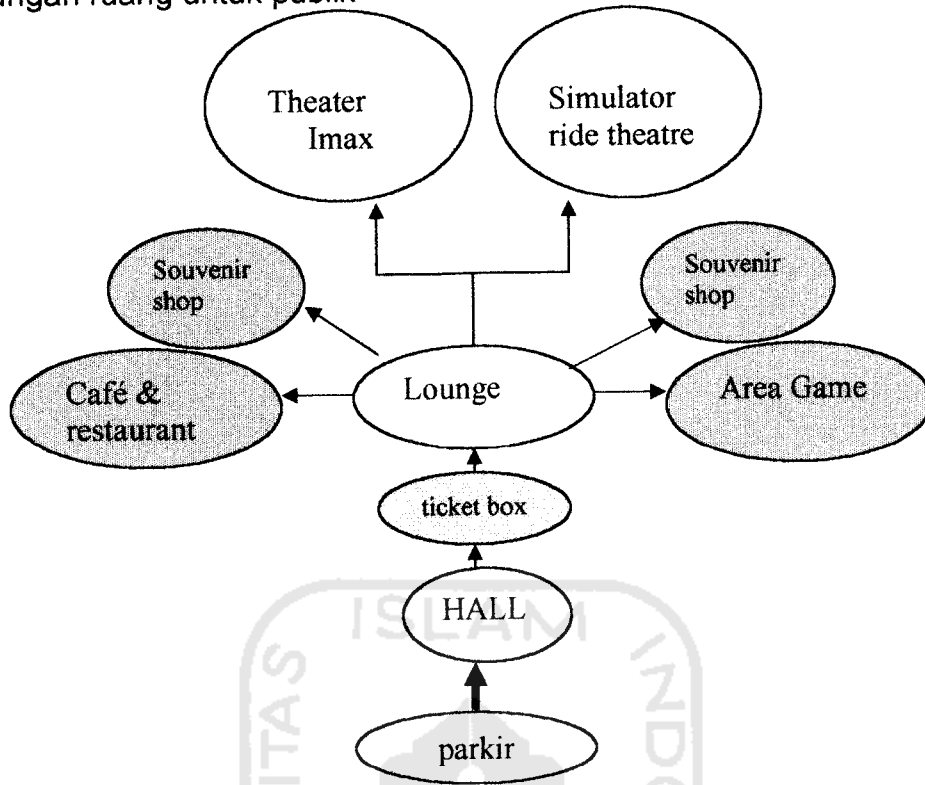 ruang untuk publik
Theater
Imax
Simulator
ride theatre
Souvenir
shop
Souvenir
shop
Café &
restaurant
Lounge
Area Game
ticket box
HALL
ISLAM
parkir